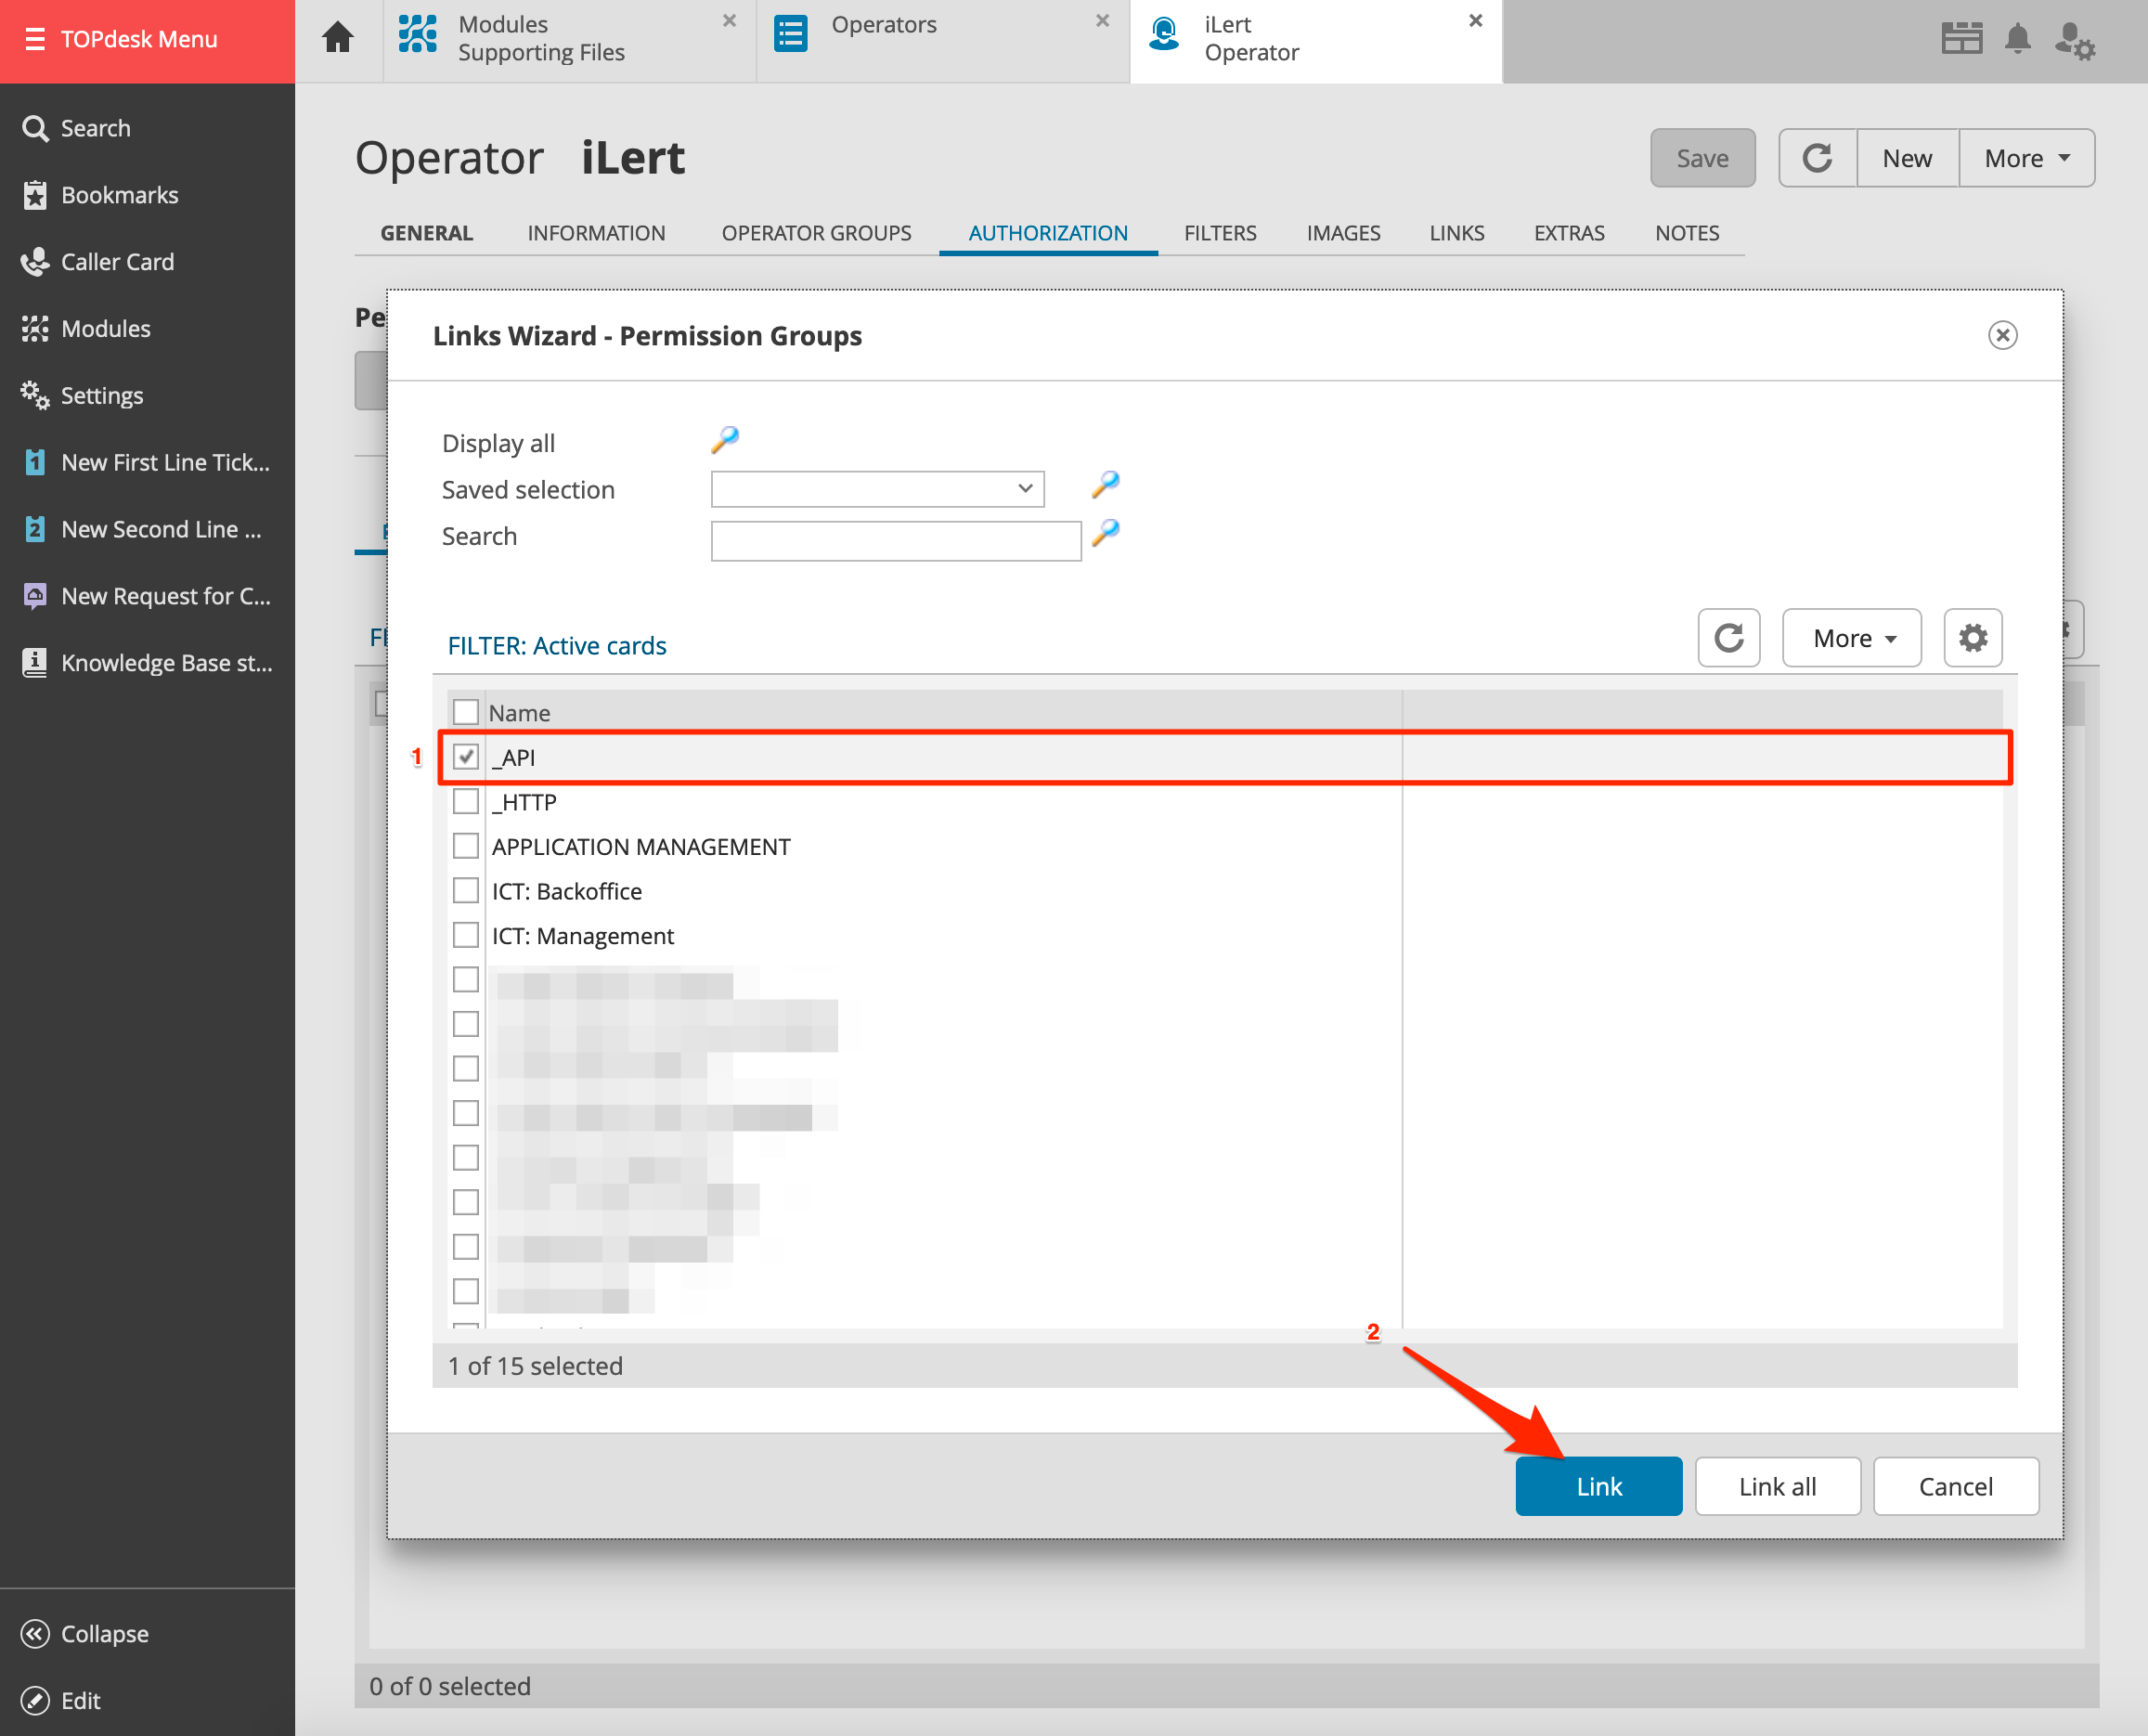 TOPdesk Menu
Modules
Supporting Files
Operators
iLert
Operator
Search
Bookmarks
Caller Card
Modules
Settings
1 New First Line Tick...
2 New Second Line ...
New Request for C...
Knowledge Base st...
Collapse
Edit
Operator iLert
Save
New
More
GENERAL
INFORMATION
OPERATOR GROUPS
AUTHORIZATION
FILTERS
IMAGES
LINKS
EXTRAS
NOTES
Pe
Links Wizard - Permission Groups
Display all
Saved selection
Search
FILTER: Active cards
More
Name
1
_API
_HTTP
APPLICATION MANAGEMENT
ICT: Backoffice
ICT: Management
2
1 of 15 selected
Link
Link all
Cancel
0 of 0 selected